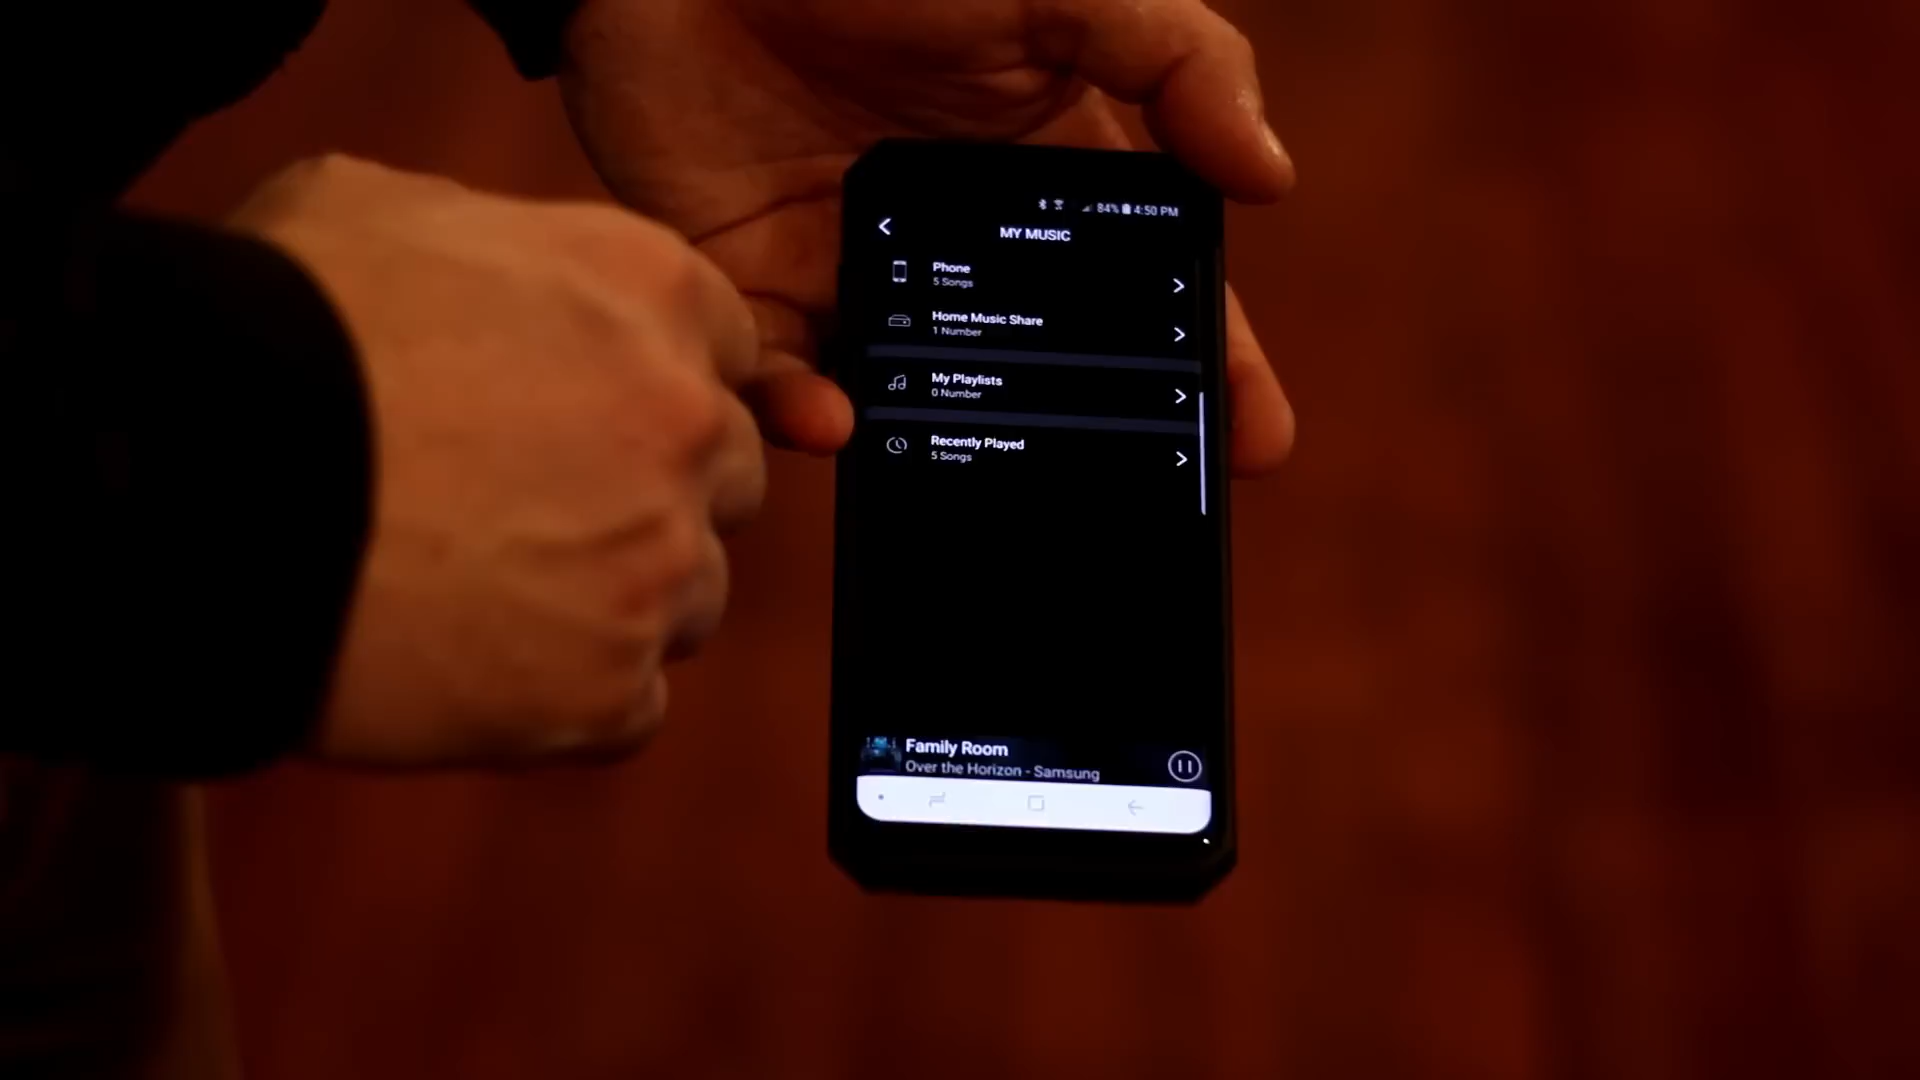 84% 4:50 PM
MY MUSIC
Phone
5 Songs
Home Music Share
1 Number
My Playlists
0 Number
Recently Played
5 Songs
Family Room
Over the Horizon - Samsung